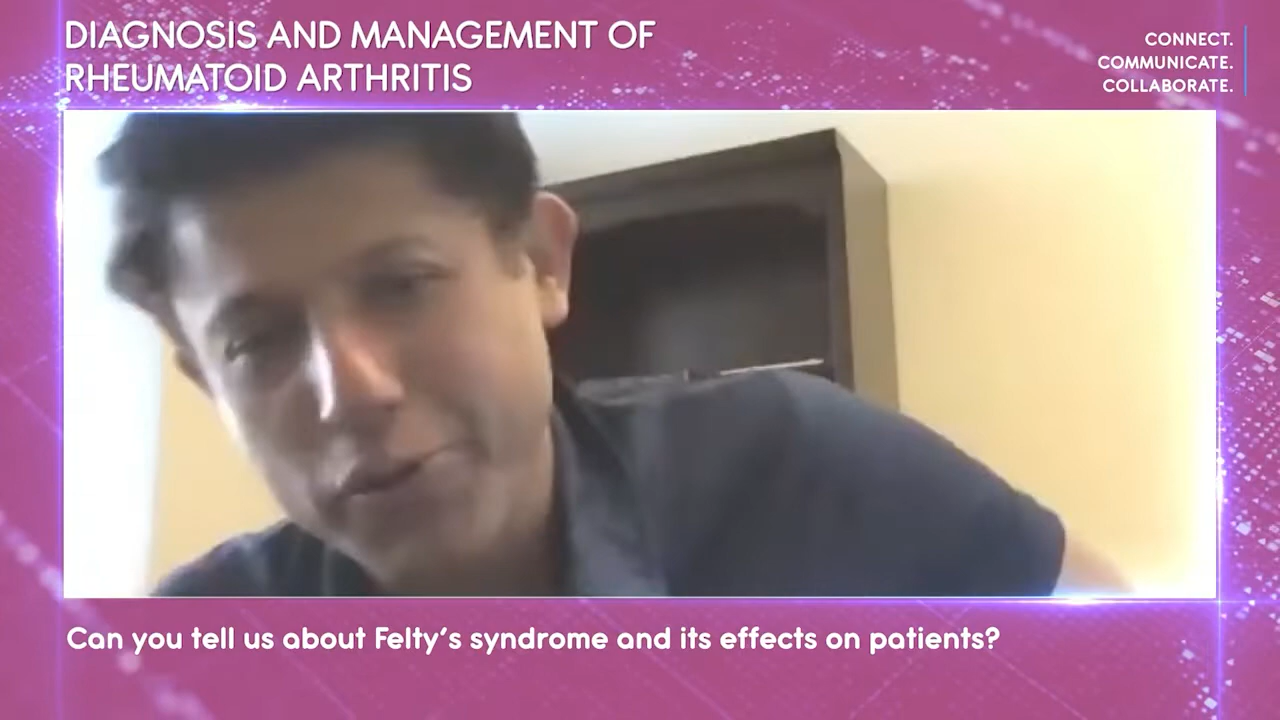 DIAGNOSIS AND MANAGEMENT OF
RHEUMATOID ARTHRITIS
CONNECT.
COMMUNICATE.
COLLABORATE.
Can you tell us about Felty's syndrome and its effects on patients?